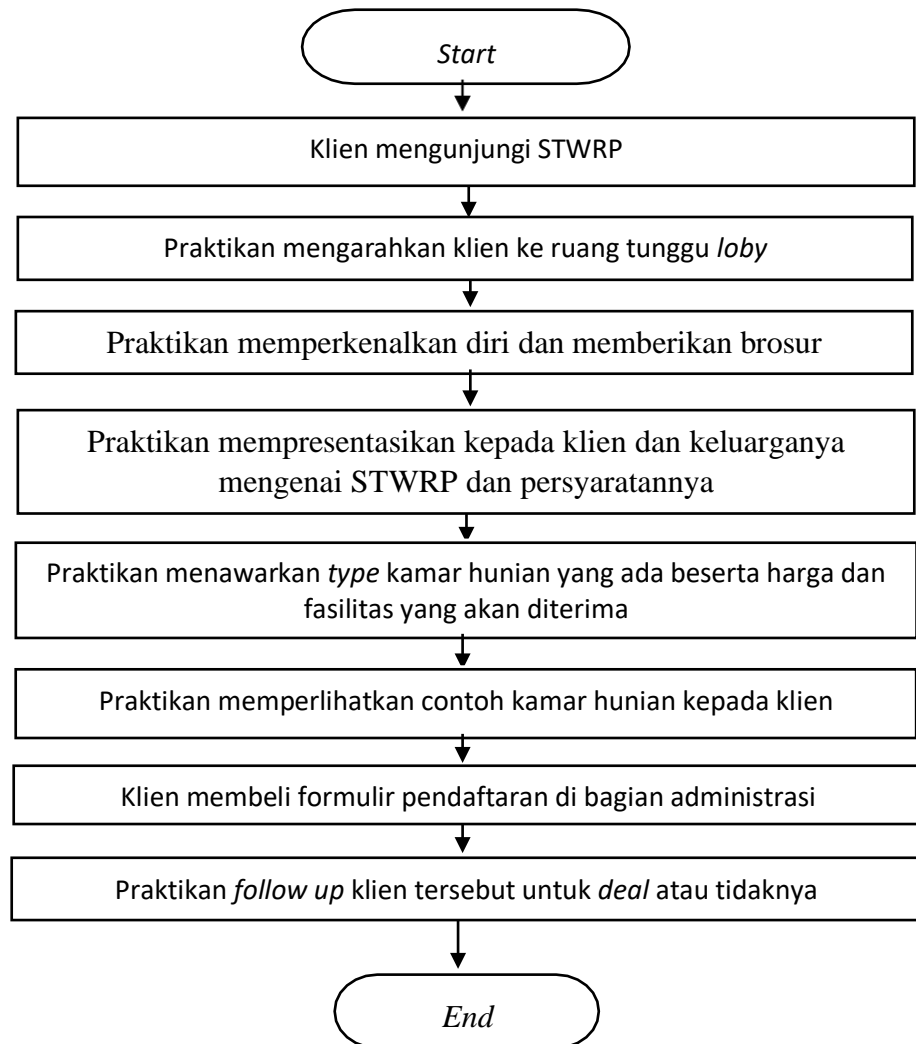 Start
Klien mengunjungi STWRP
Praktikan mengarahkan klien ke ruang tunggu loby
Praktikan memperkenalkan diri dan memberikan brosur
Praktikan mempresentasikan kepada klien dan keluarganya
mengenai STWRP dan persyaratannya
Praktikan menawarkan type kamar hunian yang ada beserta harga dan
fasilitas yang akan diterima
Praktikan memperlihatkan contoh kamar hunian kepada klien
Klien membeli formulir pendaftaran di bagian administrasi
Praktikan follow up klien tersebut untuk deal atau tidaknya
End